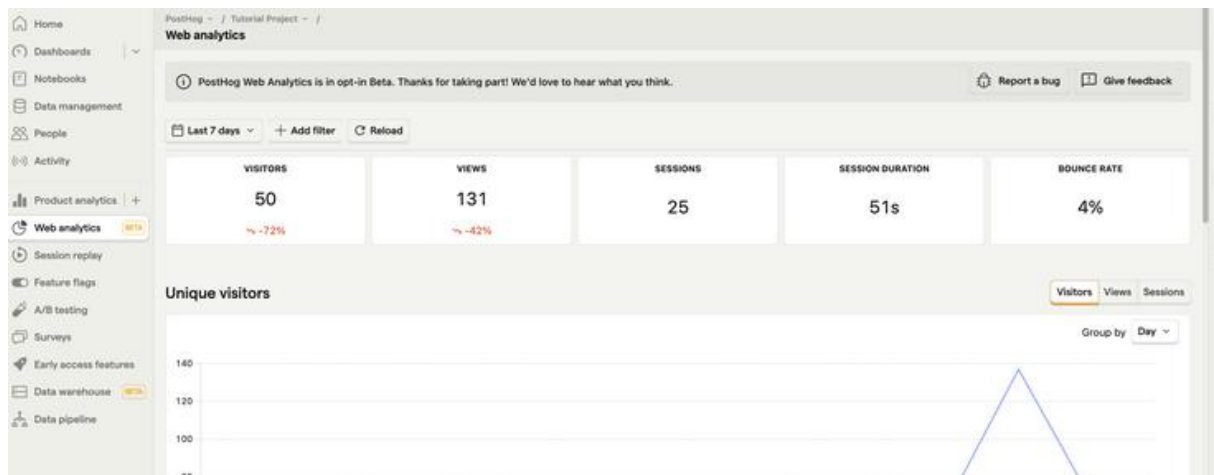 Home
Dashboards
Notebooks
Data management
People
Activity
Product analytics
Web analytics BETA
Session replay
Feature flags
A/B testing
Surveys
Early access features
Data warehouse BETA
Data pipeline
PostHog / Tutorial Project /
Web analytics
PostHog Web Analytics is in opt-in Beta. Thanks for taking part! We'd love to hear what you think.
Report a bug
Give feedback
Last 7 days
+ Add filter
Reload
VISITORS
50
-72%
VIEWS
131
-42%
SESSIONS
25
SESSION DURATION
51s
BOUNCE RATE
4%
Unique visitors
Visitors Views Sessions
Group by Day
140
120
100